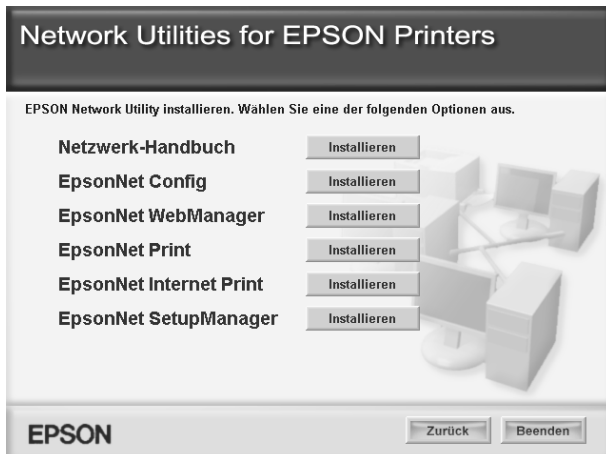 Network Utilities for EPSON Printers
EPSON Network Utility installieren. Wählen Sie eine der folgenden Optionen aus.
Netzwerk-Handbuch Installieren
EpsonNet Config Installieren
EpsonNet WebManager Installieren
EpsonNet Print Installieren
EpsonNet Internet Print Installieren
EpsonNet SetupManager Installieren
EPSON Zurück Beenden